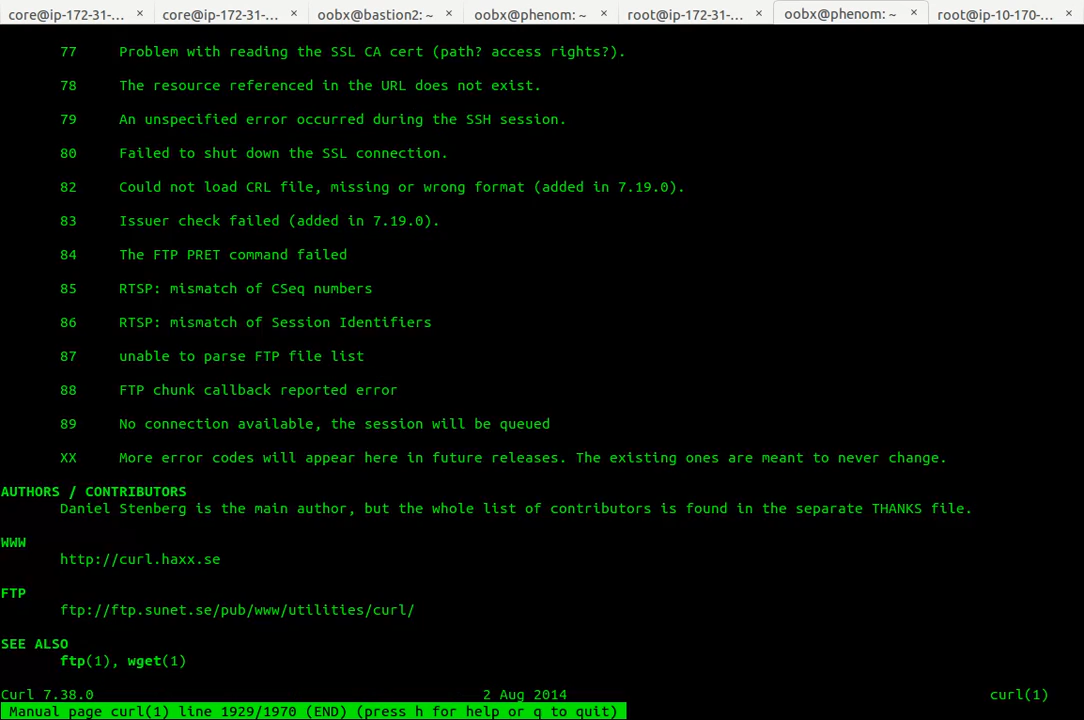 core@ip-172-31-... × core@ip-172-31-... × oobx@bastion2: ~ × oobx@phenom: ~ × root@ip-172-31-... × oobx@phenom: ~ × root@ip-10-170-... ×
77 Problem with reading the SSL CA cert (path? access rights?).
78 The resource referenced in the URL does not exist.
79 An unspecified error occurred during the SSH session.
80 Failed to shut down the SSL connection.
82 Could not load CRL file, missing or wrong format (added in 7.19.0).
83 Issuer check failed (added in 7.19.0).
84 The FTP PRET command failed
85 RTSP: mismatch of CSeq numbers
86 RTSP: mismatch of Session Identifiers
87 unable to parse FTP file list
88 FTP chunk callback reported error
89 No connection available, the session will be queued
XX More error codes will appear here in future releases. The existing ones are meant to never change.
AUTHORS / CONTRIBUTORS
Daniel Stenberg is the main author, but the whole list of contributors is found in the separate THANKS file.
WWW
http://curl.haxx.se
FTP
ftp://ftp.sunet.se/pub/www/utilities/curl/
SEE ALSO
ftp(1), wget(1)
Curl 7.38.0 2 Aug 2014 curl(1)
Manual page curl(1) line 1929/1970 (END) (press h for help or q to quit)